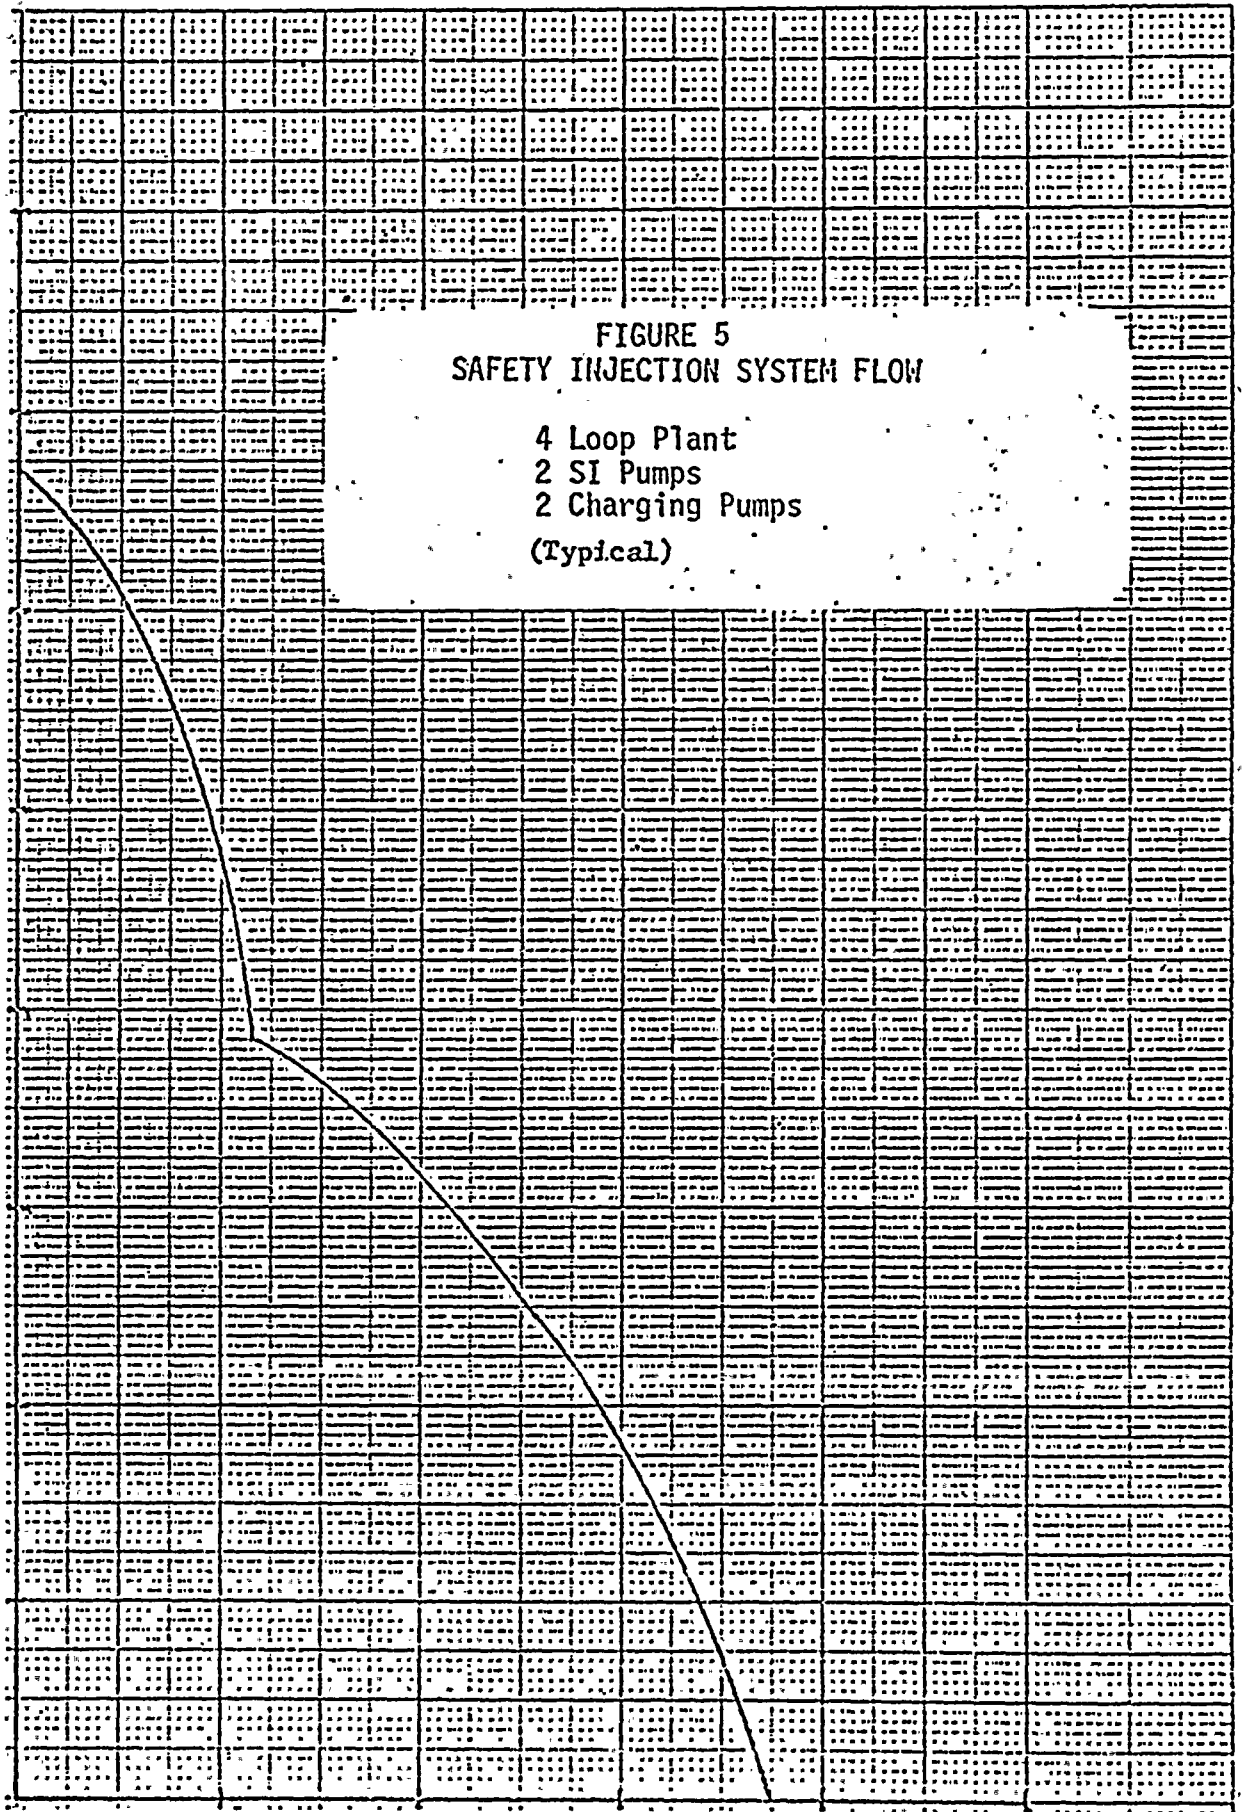 FIGURE 5
SAFETY INJECTION SYSTEM FLOW
4 Loop Plant
2 SI Pumps
2 Charging Pumps
(Typical)